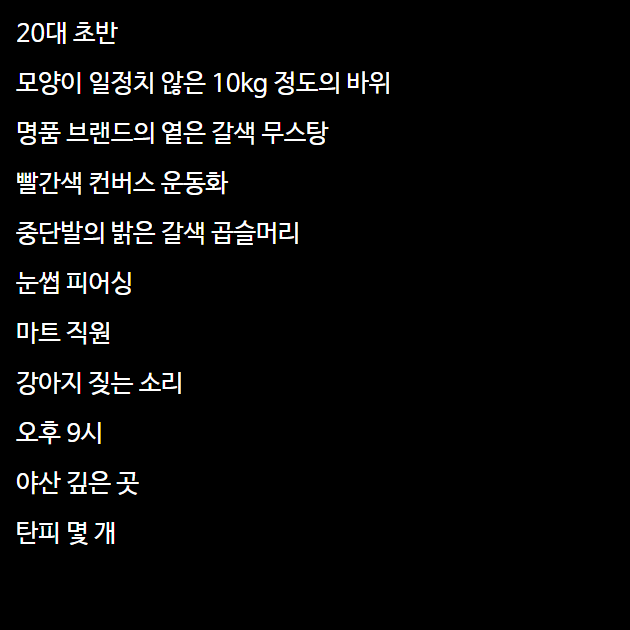 20대 초반
모양이 일정치 않은 10kg 정도의 바위
명품 브랜드의 옅은 갈색 무스탕
빨간색 컨버스 운동화
중단발의 밝은 갈색 곱슬머리
눈썹 피어싱
마트 직원
강아지 짖는 소리
오후 9시
야산 깊은 곳
탄피 몇 개